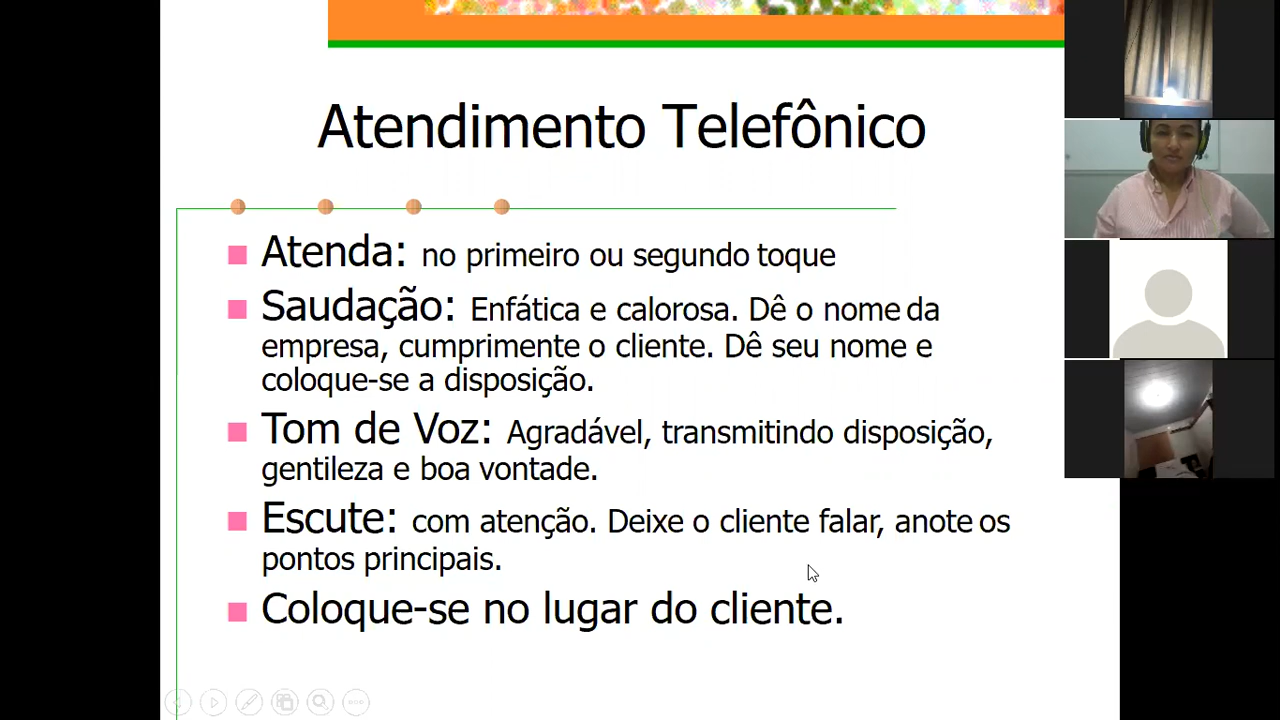 Atendimento Telefônico
Atenda: no primeiro ou segundo toque
Saudação: Enfática e calorosa. Dê o nome da
empresa, cumprimente o cliente. Dê seu nome e
coloque-se a disposição.
Tom de Voz: Agradável, transmitindo disposição,
gentileza e boa vontade.
Escute: com atenção. Deixe o cliente falar, anote os
pontos principais.
Coloque-se no lugar do cliente.